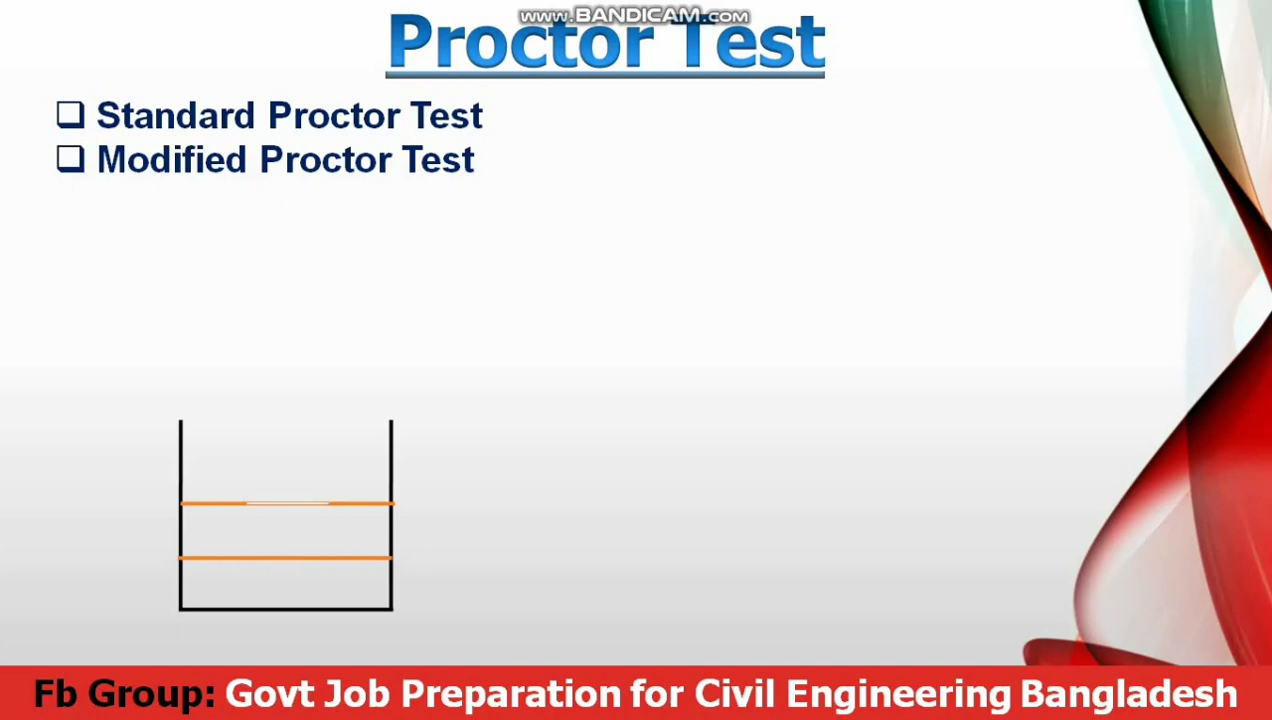 www.BANDICAM.com
Proctor Test
Standard Proctor Test
Modified Proctor Test
Fb Group: Govt Job Preparation for Civil Engineering Bangladesh